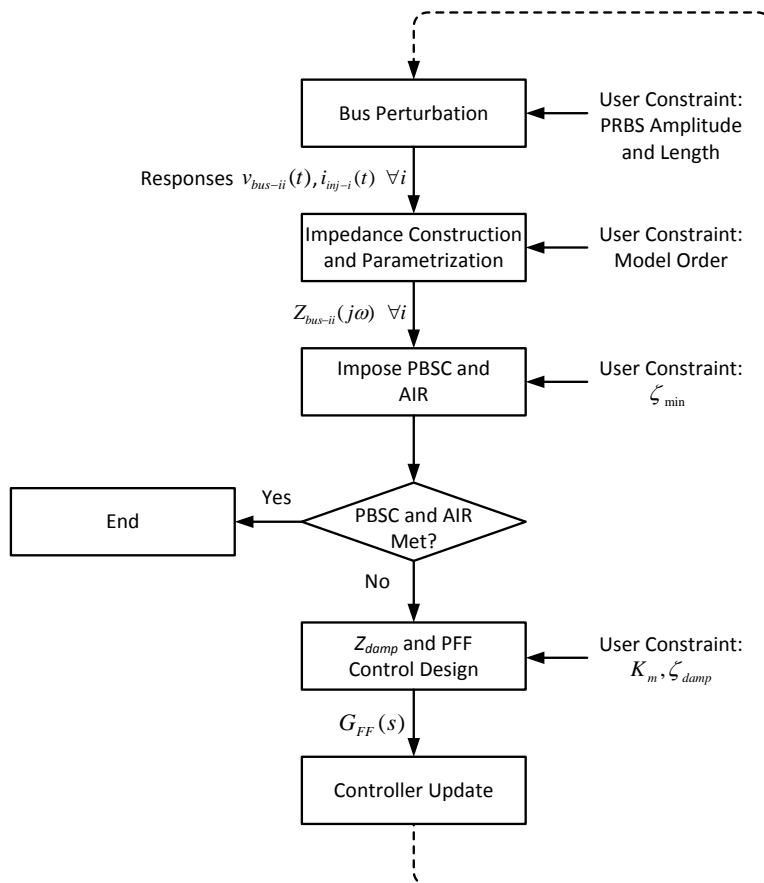 Bus Perturbation
User Constraint:
PRBS Amplitude
and Length
Responses v_{bus-ii}(t), i_{inj-i}(t) ∀i
Impedance Construction
and Parametrization
User Constraint:
Model Order
Z_{bus-ii}(jω) ∀i
Impose PBSC and
AIR
User Constraint:
ζ_{min}
PBSC and AIR
Met?
Yes
End
No
Z_{damp} and PFF
Control Design
User Constraint:
K_m, ζ_{damp}
G_{FF}(s)
Controller Update